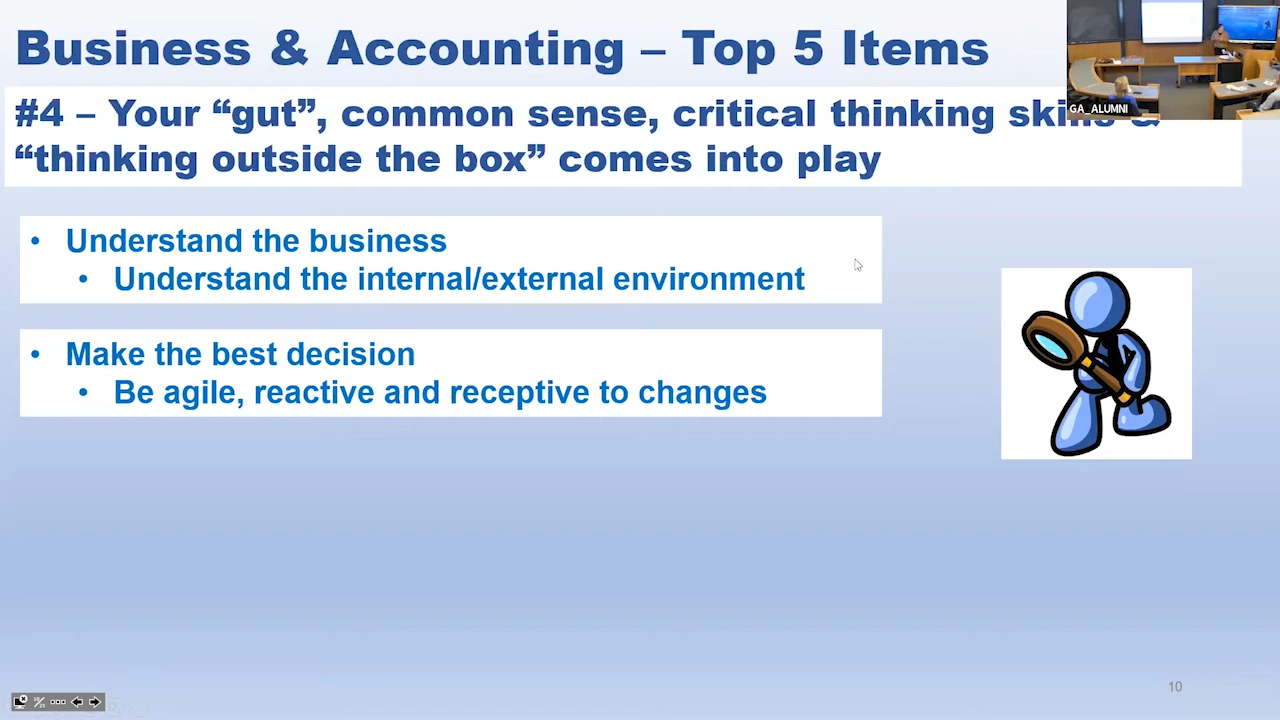 Business & Accounting – Top 5 Items
#4 – Your “gut”, common sense, critical thinking skills &
“thinking outside the box” comes into play
GA_ALUMNI
• Understand the business
• Understand the internal/external environment
• Make the best decision
• Be agile, reactive and receptive to changes
10